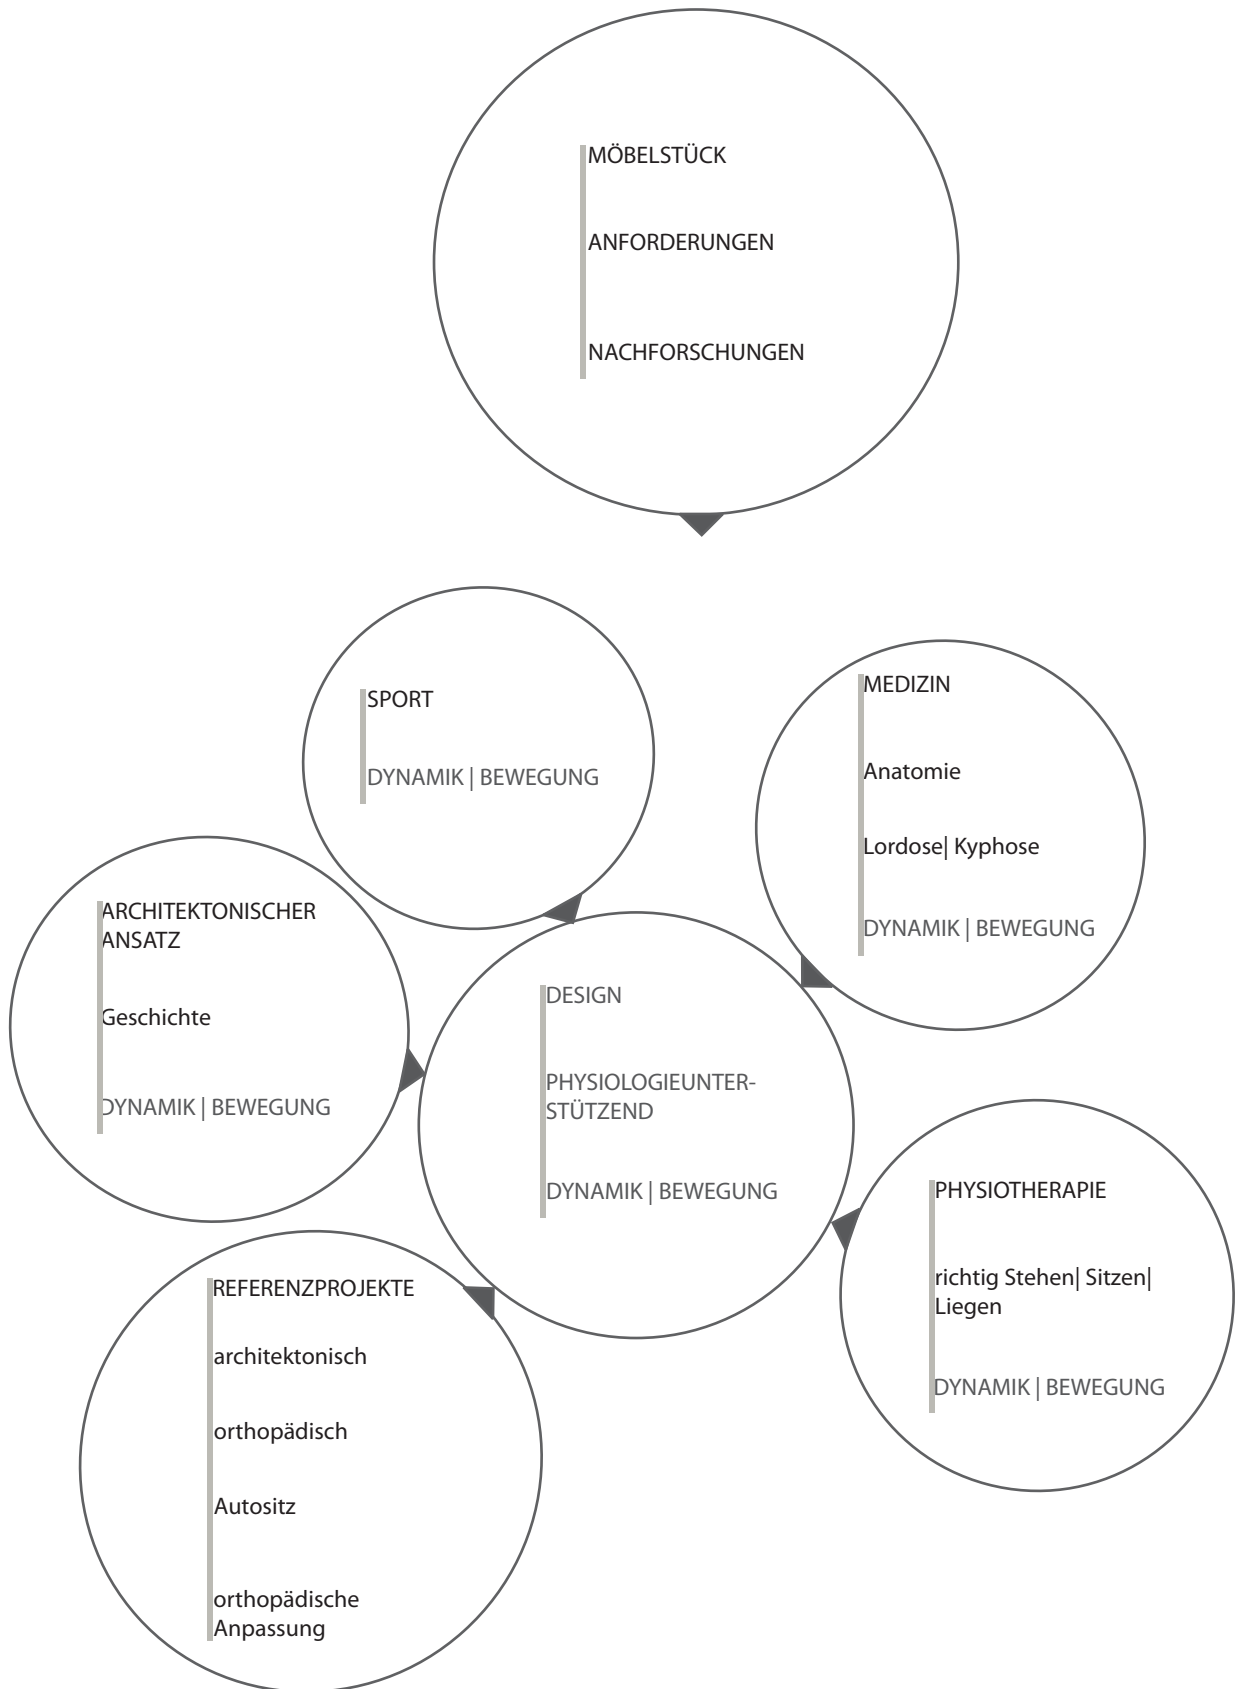 MÖBELSTÜCK
ANFORDERUNGEN
NACHFORSCHUNGEN
SPORT
DYNAMIK | BEWEGUNG
MEDIZIN
Anatomie
Lordose| Kyphose
DYNAMIK | BEWEGUNG
ARCHITEKTONISCHER
ANSATZ
Geschichte
DYNAMIK | BEWEGUNG
DESIGN
PHYSIOLOGIEUNTER-
STÜTZEND
DYNAMIK | BEWEGUNG
PHYSIOTHERAPIE
richtig Stehen| Sitzen|
Liegen
DYNAMIK | BEWEGUNG
REFERENZPROJEKTE
architektonisch
orthopädisch
Autositz
orthopädische
Anpassung